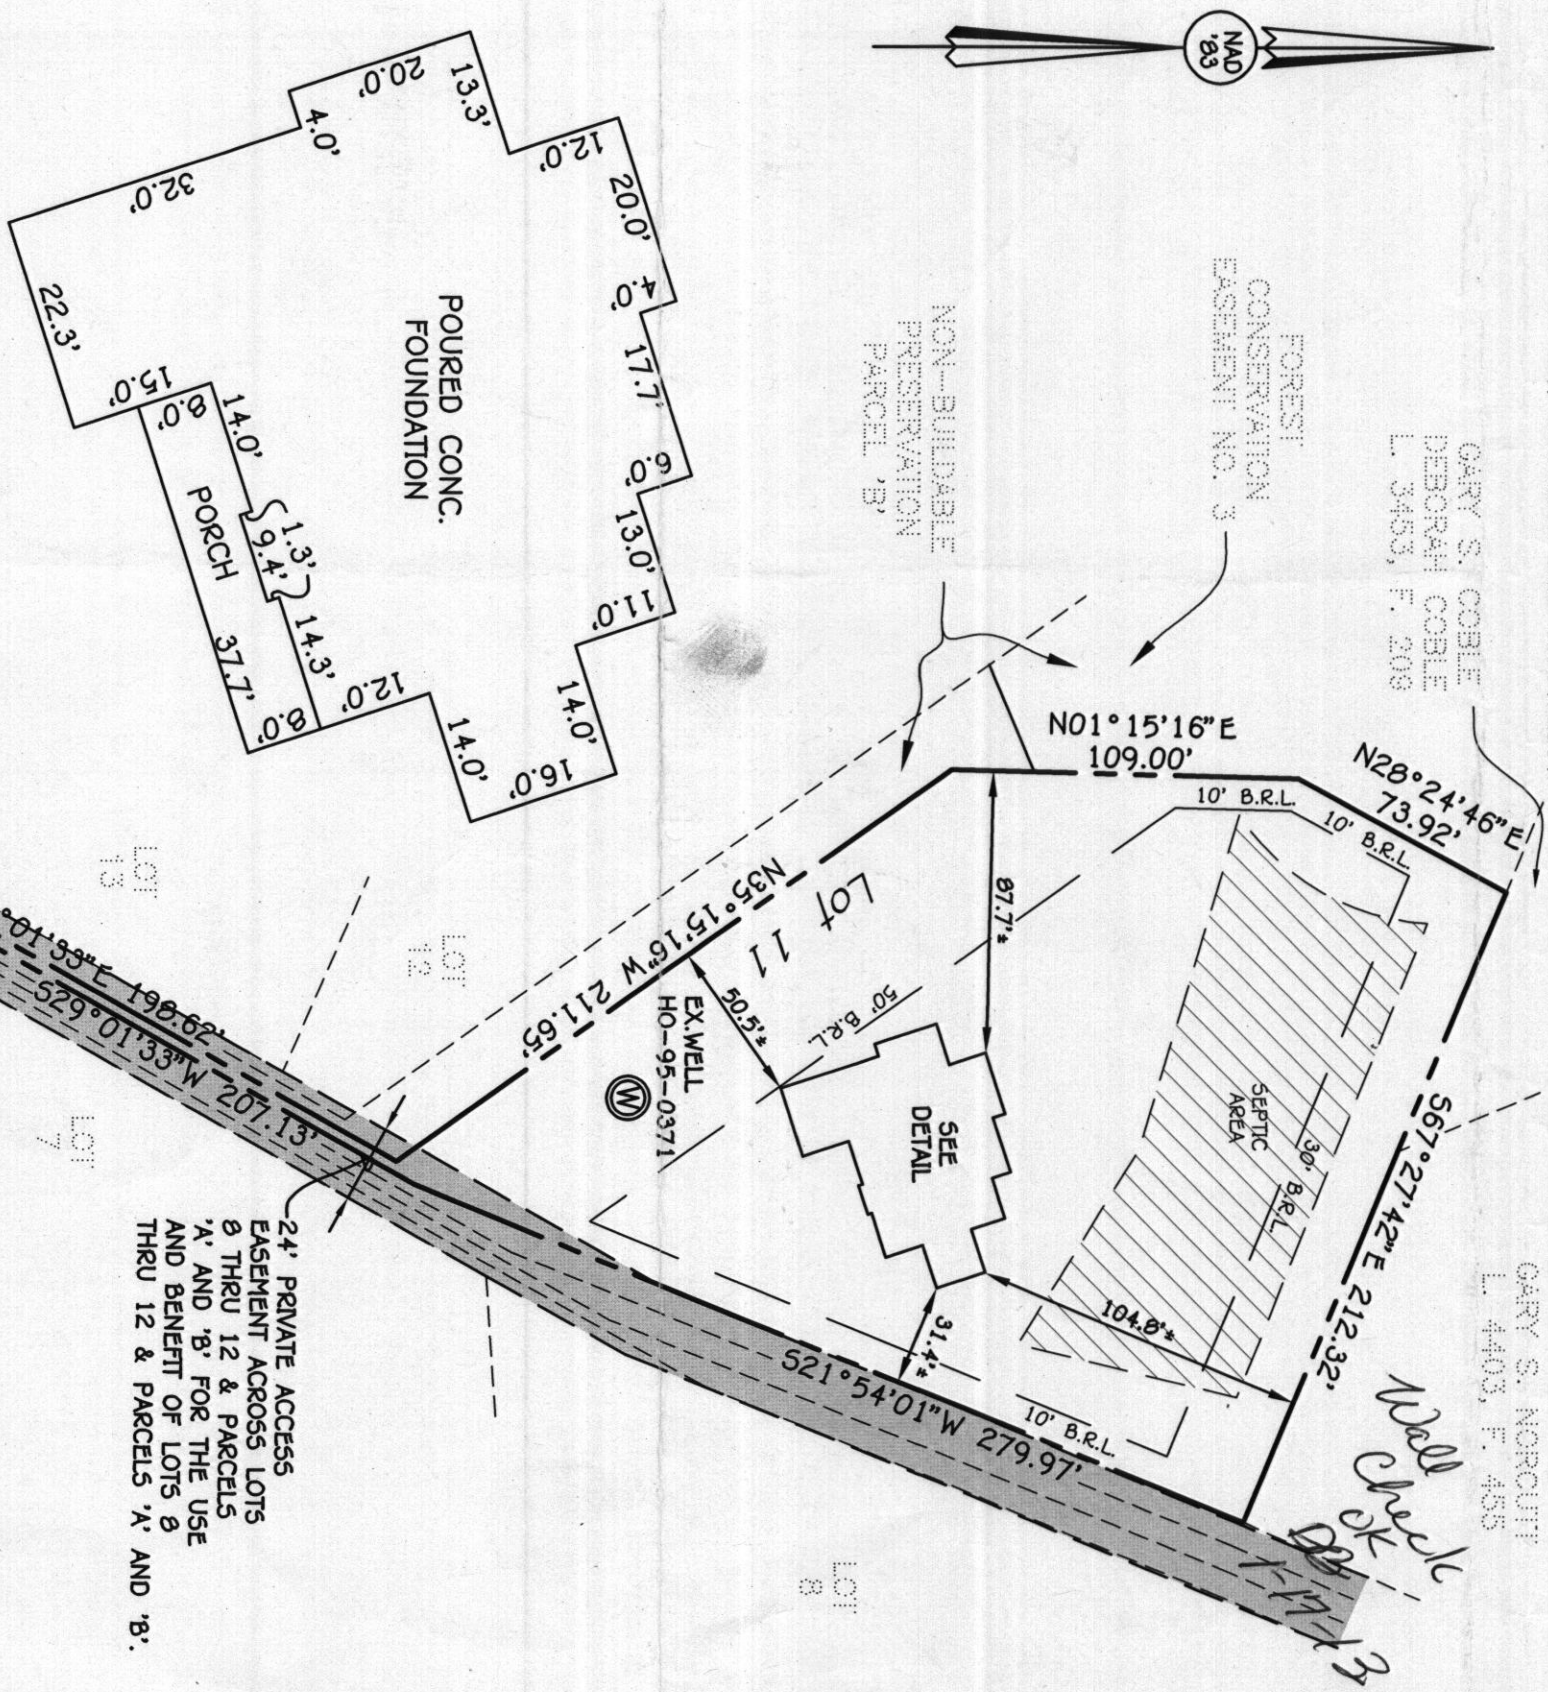 NAD
'83
GARY S. COBLE
DEBORAH COBLE
L. 3453, F. 209
FOREST
CONSERVATION
EASEMENT NO. 3
NON-BUILDABLE
PRESERVATION
PARCEL 'B'
GARY S. NORCUTT
L. 4403, F. 455
Wall
Check
OK
1-17-13
N28°24'46"E
73.92'
N01°15'16"E
109.00'
10' B.R.L.
10' B.R.L.
S67°27'42"E 212.32'
30' B.R.L.
SEPTIC
AREA
87.7'±
104.8'±
LOT 11
N35°15'16"W 211.65'
50' B.R.L.
50.5'±
SEE
DETAIL
31.4'±
EX.WELL
HO-95-0371
W
10' B.R.L.
S21°54'01"W 279.97'
LOT
8
LOT
12
LOT
13
LOT
7
°01'33"E 198.62'
S29°01'33"W 207.13'
24' PRIVATE ACCESS
EASEMENT ACROSS LOTS
8 THRU 12 & PARCELS
'A' AND 'B' FOR THE USE
AND BENEFIT OF LOTS 8
THRU 12 & PARCELS 'A' AND 'B'.
POURED CONC.
FOUNDATION
PORCH
20.0'
13.3'
12.0'
20.0'
4.0'
17.7'
6.0'
13.0'
11.0'
14.0'
16.0'
14.0'
12.0'
8.0'
37.7'
14.3'
1.3'
9.4'
14.0'
8.0'
15.0'
22.3'
32.0'
4.0'